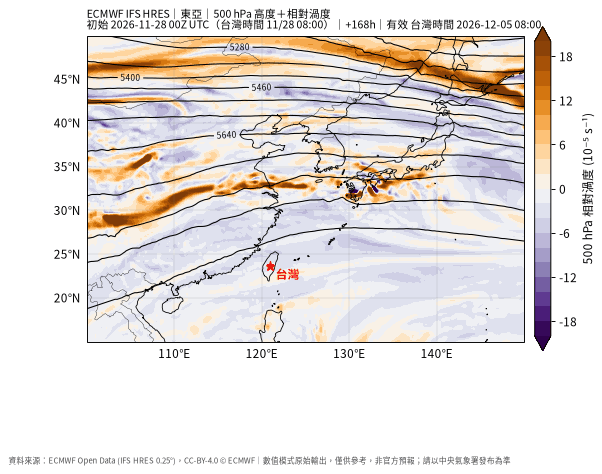 ECMWF IFS HRES｜東亞｜500 hPa 高度＋相對渦度
初始 2026-11-28 00Z UTC（台灣時間 11/28 08:00）｜+168h｜有效 台灣時間 2026-12-05 08:00
5280
5400
5460
5640
45°N
40°N
35°N
30°N
25°N
20°N
110°E
120°E
130°E
140°E
台灣
18
12
6
0
-6
-12
-18
500 hPa 相對渦度 (10⁻⁵ s⁻¹)
資料來源：ECMWF Open Data (IFS HRES 0.25°)，CC-BY-4.0 © ECMWF｜數值模式原始輸出，僅供參考，非官方預報；請以中央氣象署發布為準